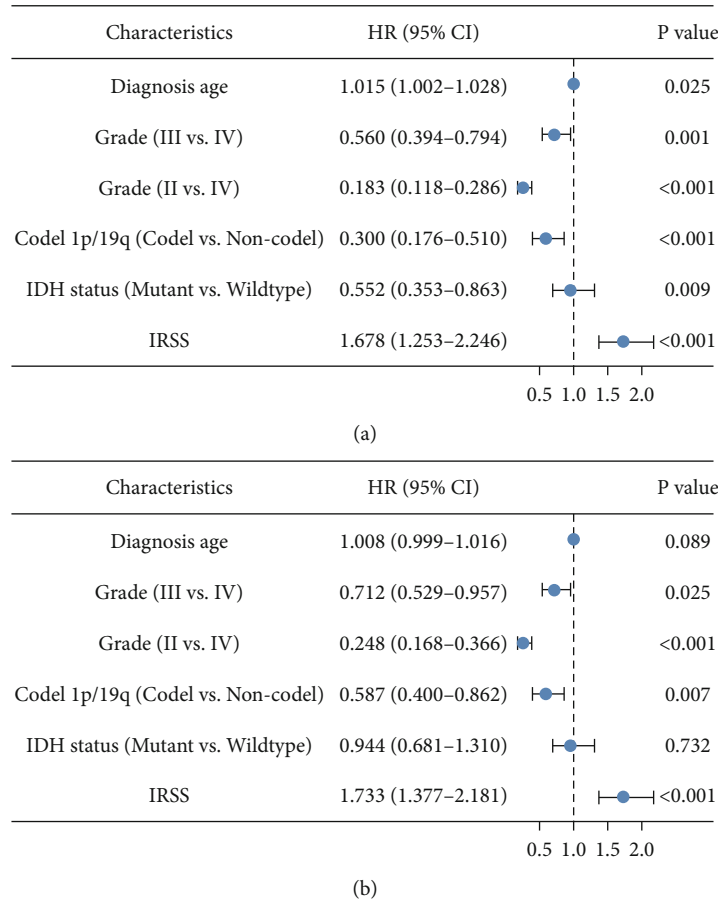 Characteristics HR (95% CI) P value
Diagnosis age 1.015 (1.002–1.028) 0.025
Grade (III vs. IV) 0.560 (0.394–0.794) 0.001
Grade (II vs. IV) 0.183 (0.118–0.286) <0.001
Codel 1p/19q (Codel vs. Non-codel) 0.300 (0.176–0.510) <0.001
IDH status (Mutant vs. Wildtype) 0.552 (0.353–0.863) 0.009
IRSS 1.678 (1.253–2.246) <0.001
0.5 1.0 1.5 2.0
(a)
Characteristics HR (95% CI) P value
Diagnosis age 1.008 (0.999–1.016) 0.089
Grade (III vs. IV) 0.712 (0.529–0.957) 0.025
Grade (II vs. IV) 0.248 (0.168–0.366) <0.001
Codel 1p/19q (Codel vs. Non-codel) 0.587 (0.400–0.862) 0.007
IDH status (Mutant vs. Wildtype) 0.944 (0.681–1.310) 0.732
IRSS 1.733 (1.377–2.181) <0.001
0.5 1.0 1.5 2.0
(b)